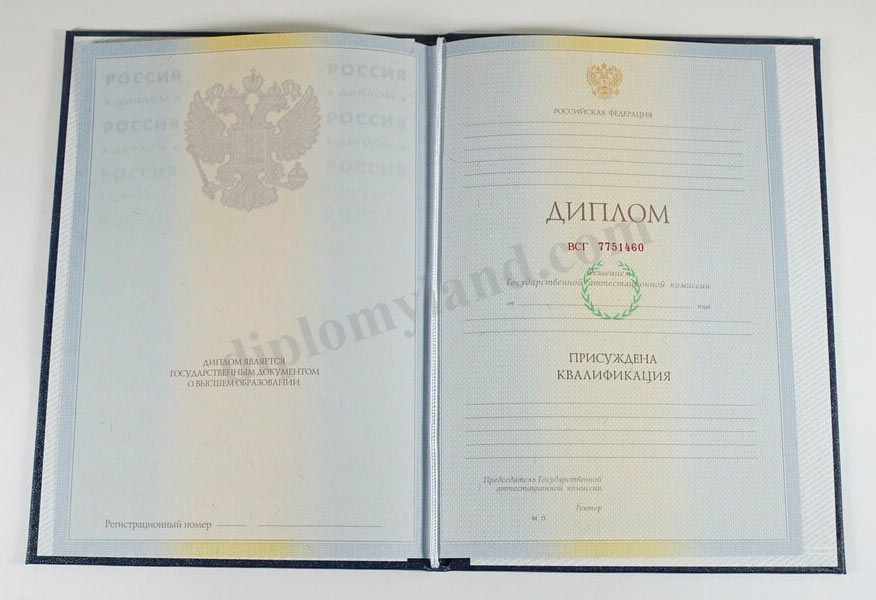 РОССИЯ РОССИЯ
• ДИПЛОМ • • ДИПЛОМ •
РОССИЯ РОССИЯ
• ДИПЛОМ • • ДИПЛОМ •
РОССИЯ РОССИЯ
ДИПЛОМ ЯВЛЯЕТСЯ
ГОСУДАРСТВЕННЫМ ДОКУМЕНТОМ
О ВЫСШЕМ ОБРАЗОВАНИИ
Регистрационный номер
РОССИЙСКАЯ ФЕДЕРАЦИЯ
ДИПЛОМ
ВСГ 7751460
Решением
Государственной аттестационной комиссии
от года
ПРИСУЖДЕНА
КВАЛИФИКАЦИЯ
Председатель Государственной
аттестационной комиссии
Ректор
М. П.
diplomyland.com